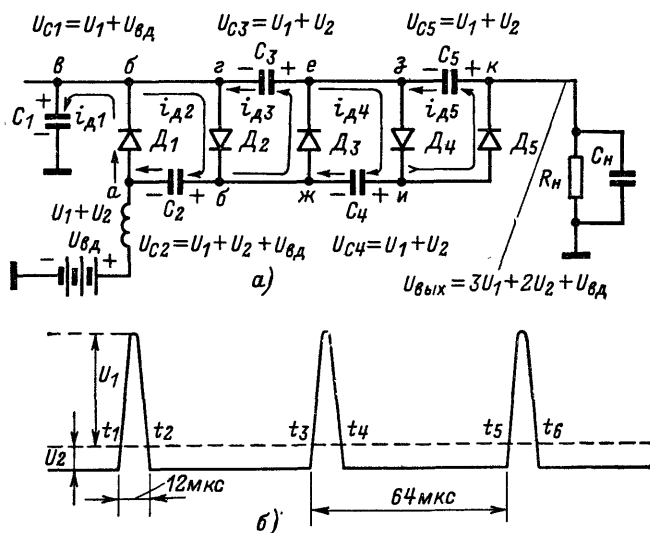 U_C1=U_1+U_вд
U_C3=U_1+U_2
U_C5=U_1+U_2
C_3
C_5
в
б
г
−
+
е
з
−
+
к
C_1
+
−
i_д1
i_д2
i_д3
i_д4
i_д5
Д_1
Д_2
Д_3
Д_4
Д_5
R_н
C_н
а
−
+
C_2
б
ж
−
+
C_4
и
U_1+U_2
U_вд
−
+
U_C2=U_1+U_2+U_вд
U_C4=U_1+U_2
U_вых=3U_1+2U_2+U_вд
а)
U_1
t_1
t_2
t_3
t_4
t_5
t_6
U2
12мкс
64мкс
б)